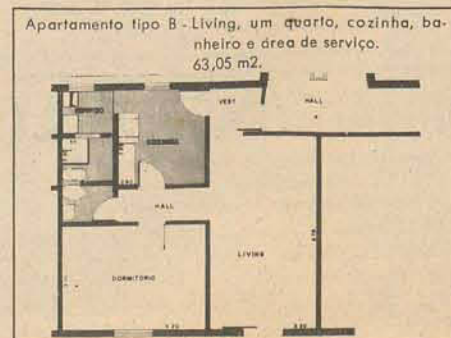 Apartamento tipo B - Living, um quarto, cozinha, ba-
nheiro e área de serviço.
63,05 m2.
VEST
HALL
HALL
LIVING
DORMITÓRIO